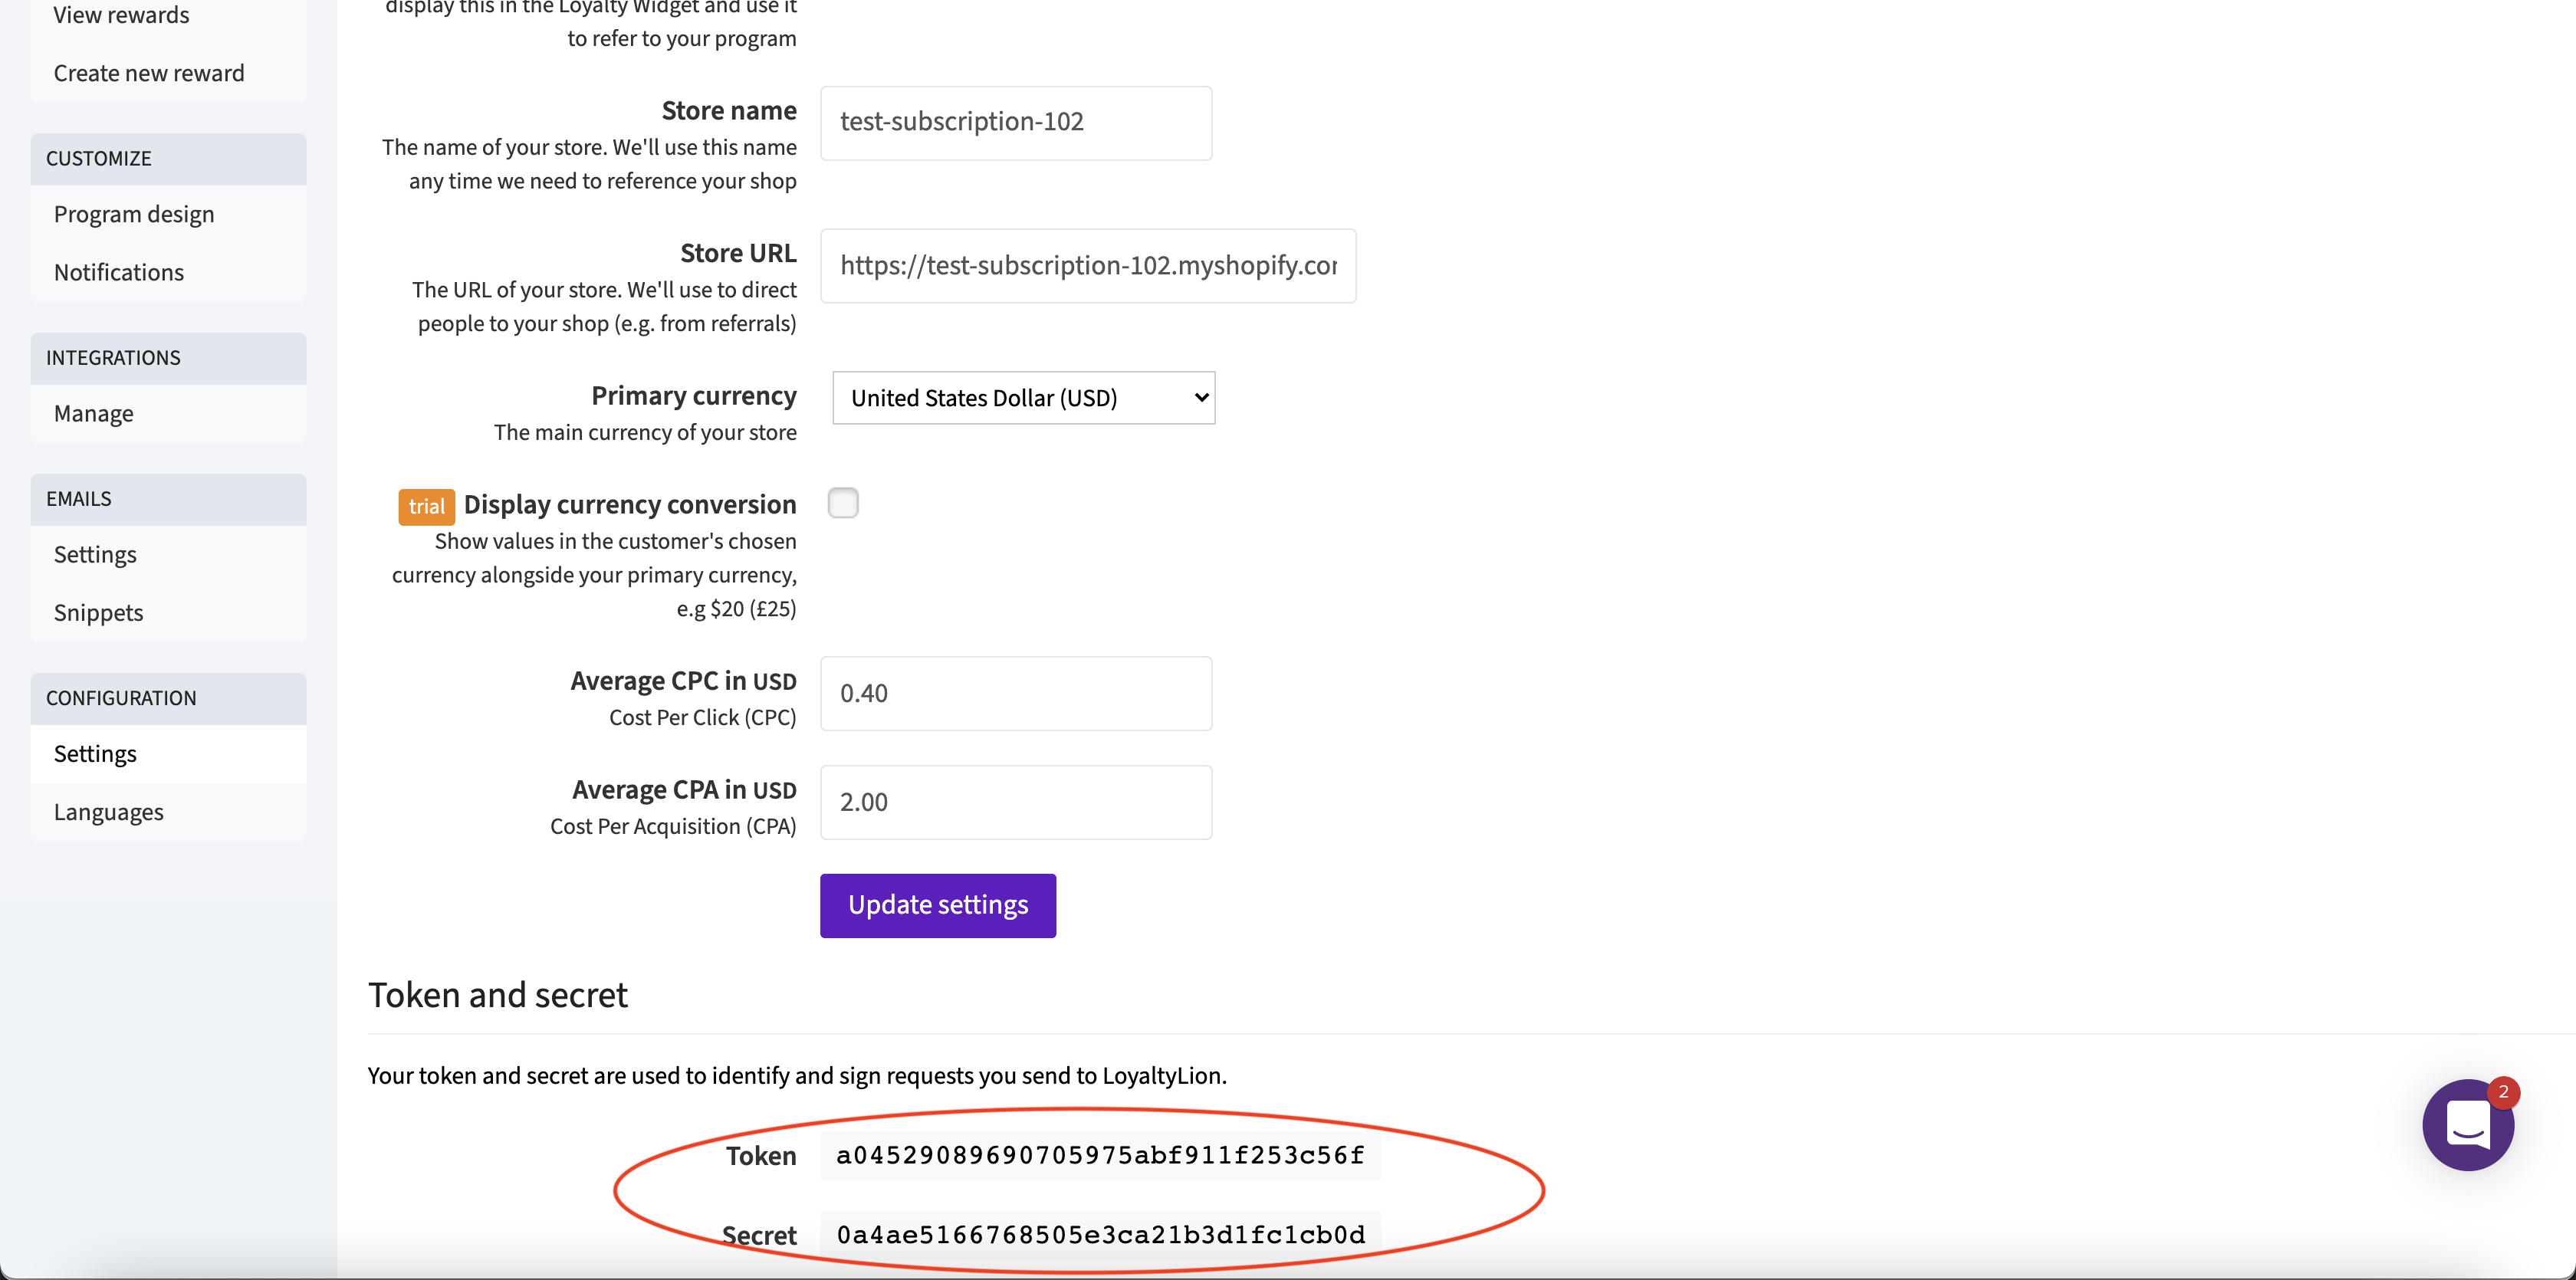 View rewards
Create new reward
CUSTOMIZE
Program design
Notifications
INTEGRATIONS
Manage
EMAILS
Settings
Snippets
CONFIGURATION
Settings
Languages
display this in the Loyalty Widget and use it
to refer to your program
Store name
The name of your store. We'll use this name
any time we need to reference your shop
test-subscription-102
Store URL
The URL of your store. We'll use to direct
people to your shop (e.g. from referrals)
https://test-subscription-102.myshopify.cor
Primary currency
The main currency of your store
United States Dollar (USD)
trial Display currency conversion
Show values in the customer's chosen
currency alongside your primary currency,
e.g $20 (£25)
Average CPC in USD
Cost Per Click (CPC)
0.40
Average CPA in USD
Cost Per Acquisition (CPA)
2.00
Update settings
Token and secret
Your token and secret are used to identify and sign requests you send to LoyaltyLion.
Token a04529089690705975abf911f253c56f
Secret 0a4ae5166768505e3ca21b3d1fc1cb0d
2